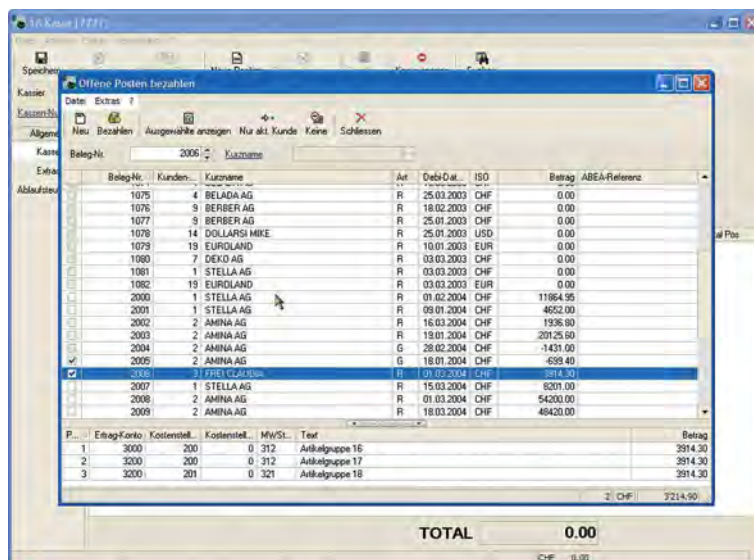 Speichern
Kassier
Offene Posten bezahlen
Datei Extras ?
Neu Bezahlen Ausgewählte anzeigen Nur akt. Kunde Keine Schliessen
Beleg-Nr. 2006 Kurzname
Beleg-Nr. Kunden-... Kurzname Art Debi-Dat... ISO Betrag ABEA-Referenz
1075 4 BELADA AG R 25.03.2003 CHF 0.00
1076 9 BERBER AG R 18.02.2003 CHF 0.00
1077 9 BERBER AG R 25.01.2003 CHF 0.00
1078 14 DOLLARSI MIKE R 25.01.2003 USD 0.00
1079 19 EUROLAND R 10.01.2003 EUR 0.00
1080 7 DEKO AG R 03.03.2003 CHF 0.00
1081 1 STELLA AG R 03.03.2003 CHF 0.00
1082 19 EUROLAND R 03.03.2003 EUR 0.00
2000 1 STELLA AG R 01.02.2004 CHF 11864.95
2001 1 STELLA AG R 09.01.2004 CHF 4652.00
2002 2 AMINA AG R 16.03.2004 CHF 1936.80
2003 2 AMINA AG R 19.01.2004 CHF 20125.60
2004 2 AMINA AG G 28.02.2004 CHF -1431.00
2005 2 AMINA AG G 18.01.2004 CHF -699.40
2006 3 FREI CLAUDIA R 01.03.2004 CHF 3914.30
2007 1 STELLA AG R 15.03.2004 CHF 8201.00
2008 2 AMINA AG R 01.03.2004 CHF 54200.00
2009 2 AMINA AG R 18.03.2004 CHF 48420.00
P... Ertrag-Konto Kostenstell... Kostenstell... MWSt... Text Betrag
1 3000 200 0 312 Artikelgruppe 16 3914.30
2 3200 200 0 312 Artikelgruppe 17 3914.30
3 3200 201 0 321 Artikelgruppe 18 3914.30
2 CHF 3'214.90
TOTAL 0.00
CHF 0.00